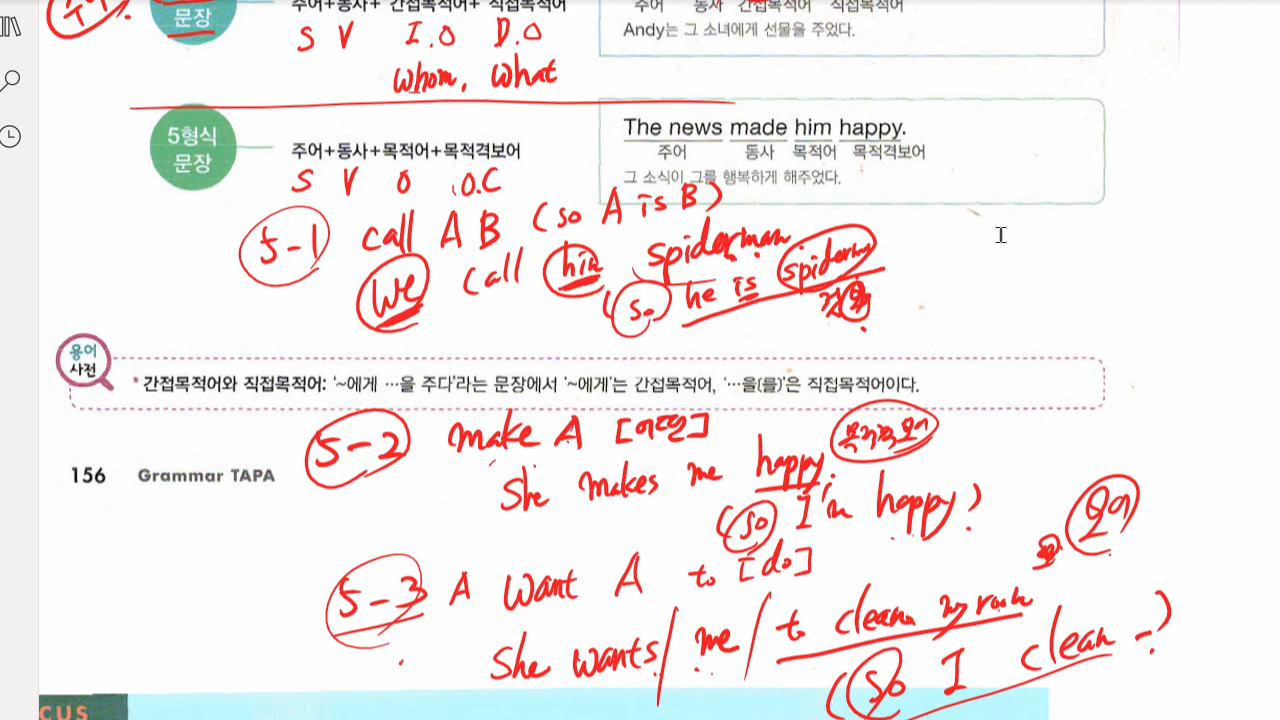 문장
주어+동사+간접목적어+ 직접목적어
주어 동사 간접목적어 직접목적어
Andy는 그 소녀에게 선물을 주었다.
S V I.O D.O
whom, what
5형식
문장
주어+동사+목적어+목적격보어
S V O O.C
The news made him happy.
주어 동사 목적어 목적격보어
그 소식이 그를 행복하게 해주었다.
5-1 call A B (so A is B)
We call him spiderman
(so he is spiderman
용어
사전
* 간접목적어와 직접목적어: '~에게 …을 주다'라는 문장에서 '~에게'는 간접목적어, '…을(를)'은 직접목적어이다.
5-2 make A [어떤]
목적격보어
She makes me happy.
(so I'm happy)
156 Grammar TAPA
5-3 A want A to [do]
She wants/ me/ to clean my room
(so I clean -)
CUS